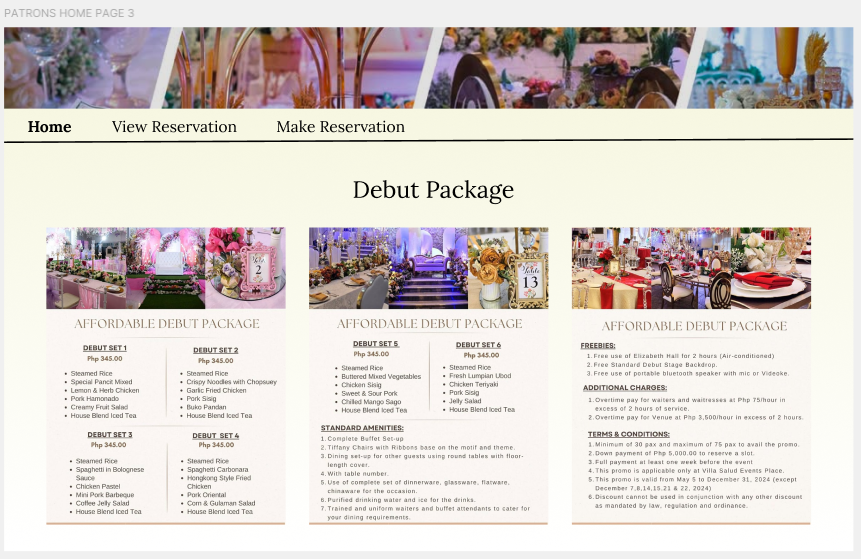 PATRONS HOME PAGE 3
Home View Reservation Make Reservation
Debut Package
Table
2
AFFORDABLE DEBUT PACKAGE
DEBUT SET 1
Php 345.00
Steamed Rice
Special Pancit Mixed
Lemon & Herb Chicken
Pork Hamonado
Creamy Fruit Salad
House Blend Iced Tea
DEBUT SET 2
Php 345.00
Steamed Rice
Crispy Noodles with Chopsuey
Garlic Fried Chicken
Pork Sisig
Buko Pandan
House Blend Iced Tea
DEBUT SET 3
Php 345.00
Steamed Rice
Spaghetti in Bolognese
Sauce
Chicken Pastel
Mini Pork Barbeque
Coffee Jelly Salad
House Blend Iced Tea
DEBUT SET 4
Php 345.00
Steamed Rice
Spaghetti Carbonara
Hongkong Style Fried
Chicken
Pork Oriental
Corn & Gulaman Salad
House Blend Iced Tea
Table
13
AFFORDABLE DEBUT PACKAGE
DEBUT SET 5
Php 345.00
Steamed Rice
Buttered Mixed Vegetables
Chicken Sisig
Sweet & Sour Pork
Chilled Mango Sago
House Blend Iced Tea
DEBUT SET 6
Php 345.00
Steamed Rice
Fresh Lumpian Ubod
Chicken Teriyaki
Pork Sisig
Jelly Salad
House Blend Iced Tea
STANDARD AMENITIES:
1. Complete Buffet Set-up
2. Tiffany Chairs with Ribbons base on the motif and theme.
3. Dining set-up for other guests using round tables with floor-
length cover.
4. With table number.
5. Use of complete set of dinnerware, glassware, flatware,
chinaware for the occasion.
6. Purified drinking water and ice for the drinks.
7. Trained and uniform waiters and buffet attendants to cater for
your dining requirements.
AFFORDABLE DEBUT PACKAGE
FREEBIES:
1. Free use of Elizabeth Hall for 2 hours (Air-conditioned)
2. Free Standard Debut Stage Backdrop.
3. Free use of portable bluetooth speaker with mic or Videoke.
ADDITIONAL CHARGES:
1. Overtime pay for waiters and waitresses at Php 75/hour in
excess of 2 hours of service.
2. Overtime pay for Venue at Php 3,500/hour in excess of 2 hours.
TERMS & CONDITIONS:
1. Minimum of 30 pax and maximum of 75 pax to avail the promo.
2. Down payment of Php 5,000.00 to reserve a slot.
3. Full payment at least one week before the event
4. This promo is applicable only at Villa Salud Events Place.
5. This promo is valid from May 5 to December 31, 2024 (except
December 7,8,14,15,21 & 22, 2024)
6. Discount cannot be used in conjunction with any other discount
as mandated by law, regulation and ordinance.